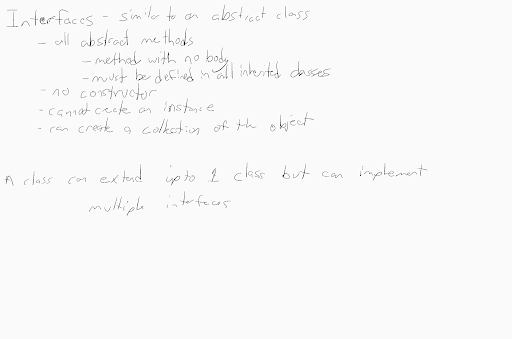 Interfaces - similar to an abstract class
- all abstract methods
- method with no body
- must be defined in all inherited classes
- no constructor
- cannot create an instance
- can create a collection of the object
A class can extend up to 1 class but can implement
multiple interfaces